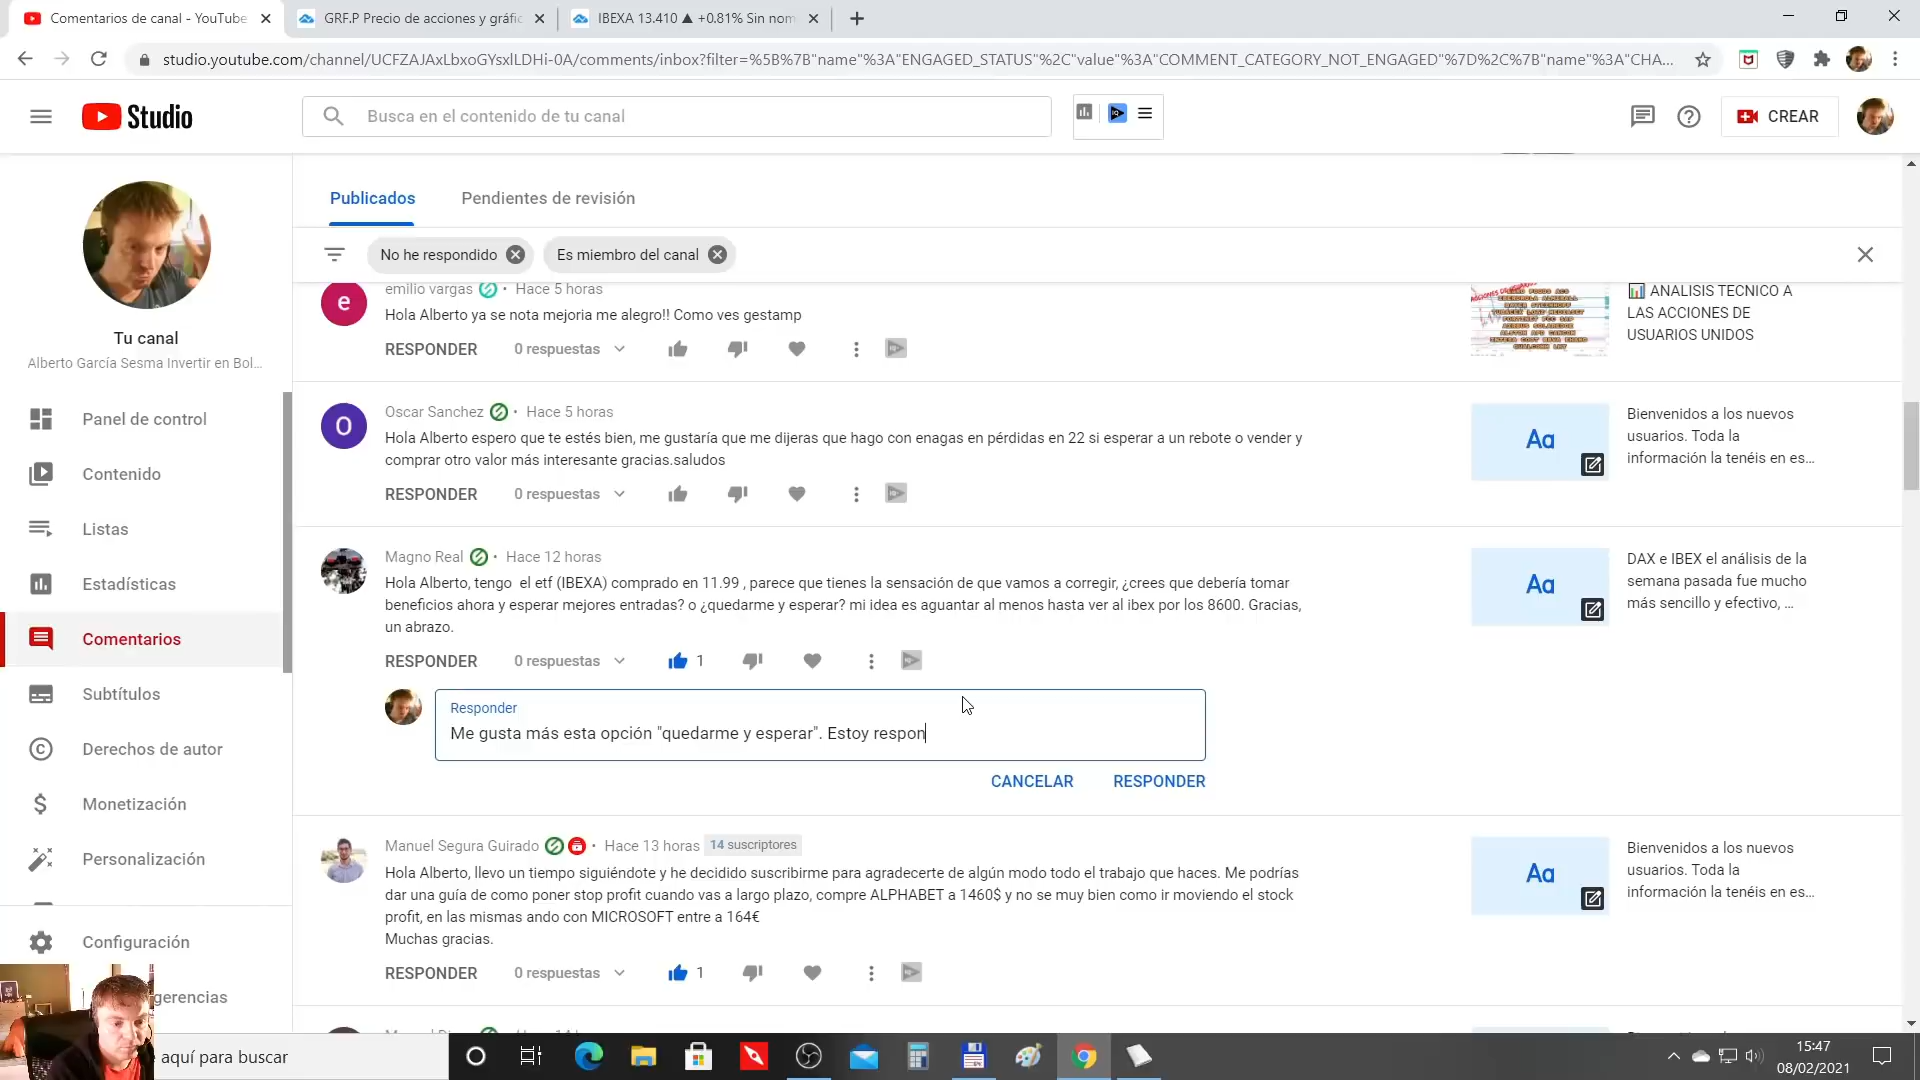 Comentarios de canal - YouTube
GRF.P Precio de acciones y gráfic
IBEXA 13.410 ▲ +0.81% Sin nom
studio.youtube.com/channel/UCFZAJAxLbxoGYsxlLDHi-0A/comments/inbox?filter=%5B%7B"name"%3A"ENGAGED_STATUS"%2C"value"%3A"COMMENT_CATEGORY_NOT_ENGAGED"%7D%2C%7B"name"%3A"CHA...
Studio
Busca en el contenido de tu canal
CREAR
Tu canal
Alberto García Sesma Invertir en Bol...
Panel de control
Contenido
Listas
Estadísticas
Comentarios
Subtítulos
Derechos de autor
Monetización
Personalización
Configuración
gerencias
Publicados
Pendientes de revisión
No he respondido
Es miembro del canal
e
emilio vargas • Hace 5 horas
Hola Alberto ya se nota mejoria me alegro!! Como ves gestamp
RESPONDER 0 respuestas
ANALISIS TECNICO A
LAS ACCIONES DE
USUARIOS UNIDOS
O
Oscar Sanchez • Hace 5 horas
Hola Alberto espero que te estés bien, me gustaría que me dijeras que hago con enagas en pérdidas en 22 si esperar a un rebote o vender y
comprar otro valor más interesante gracias.saludos
RESPONDER 0 respuestas
Aa
Bienvenidos a los nuevos
usuarios. Toda la
información la tenéis en es...
Magno Real • Hace 12 horas
Hola Alberto, tengo el etf (IBEXA) comprado en 11.99 , parece que tienes la sensación de que vamos a corregir, ¿crees que debería tomar
beneficios ahora y esperar mejores entradas? o ¿quedarme y esperar? mi idea es aguantar al menos hasta ver al ibex por los 8600. Gracias,
un abrazo.
RESPONDER 0 respuestas 1
Aa
DAX e IBEX el análisis de la
semana pasada fue mucho
más sencillo y efectivo, ...
Responder
Me gusta más esta opción "quedarme y esperar". Estoy respon
CANCELAR RESPONDER
Manuel Segura Guirado • Hace 13 horas 14 suscriptores
Hola Alberto, llevo un tiempo siguiéndote y he decidido suscribirme para agradecerte de algún modo todo el trabajo que haces. Me podrías
dar una guía de como poner stop profit cuando vas a largo plazo, compre ALPHABET a 1460$ y no se muy bien como ir moviendo el stock
profit, en las mismas ando con MICROSOFT entre a 164€
Muchas gracias.
RESPONDER 0 respuestas 1
Aa
Bienvenidos a los nuevos
usuarios. Toda la
información la tenéis en es...
aquí para buscar
15:47
08/02/2021